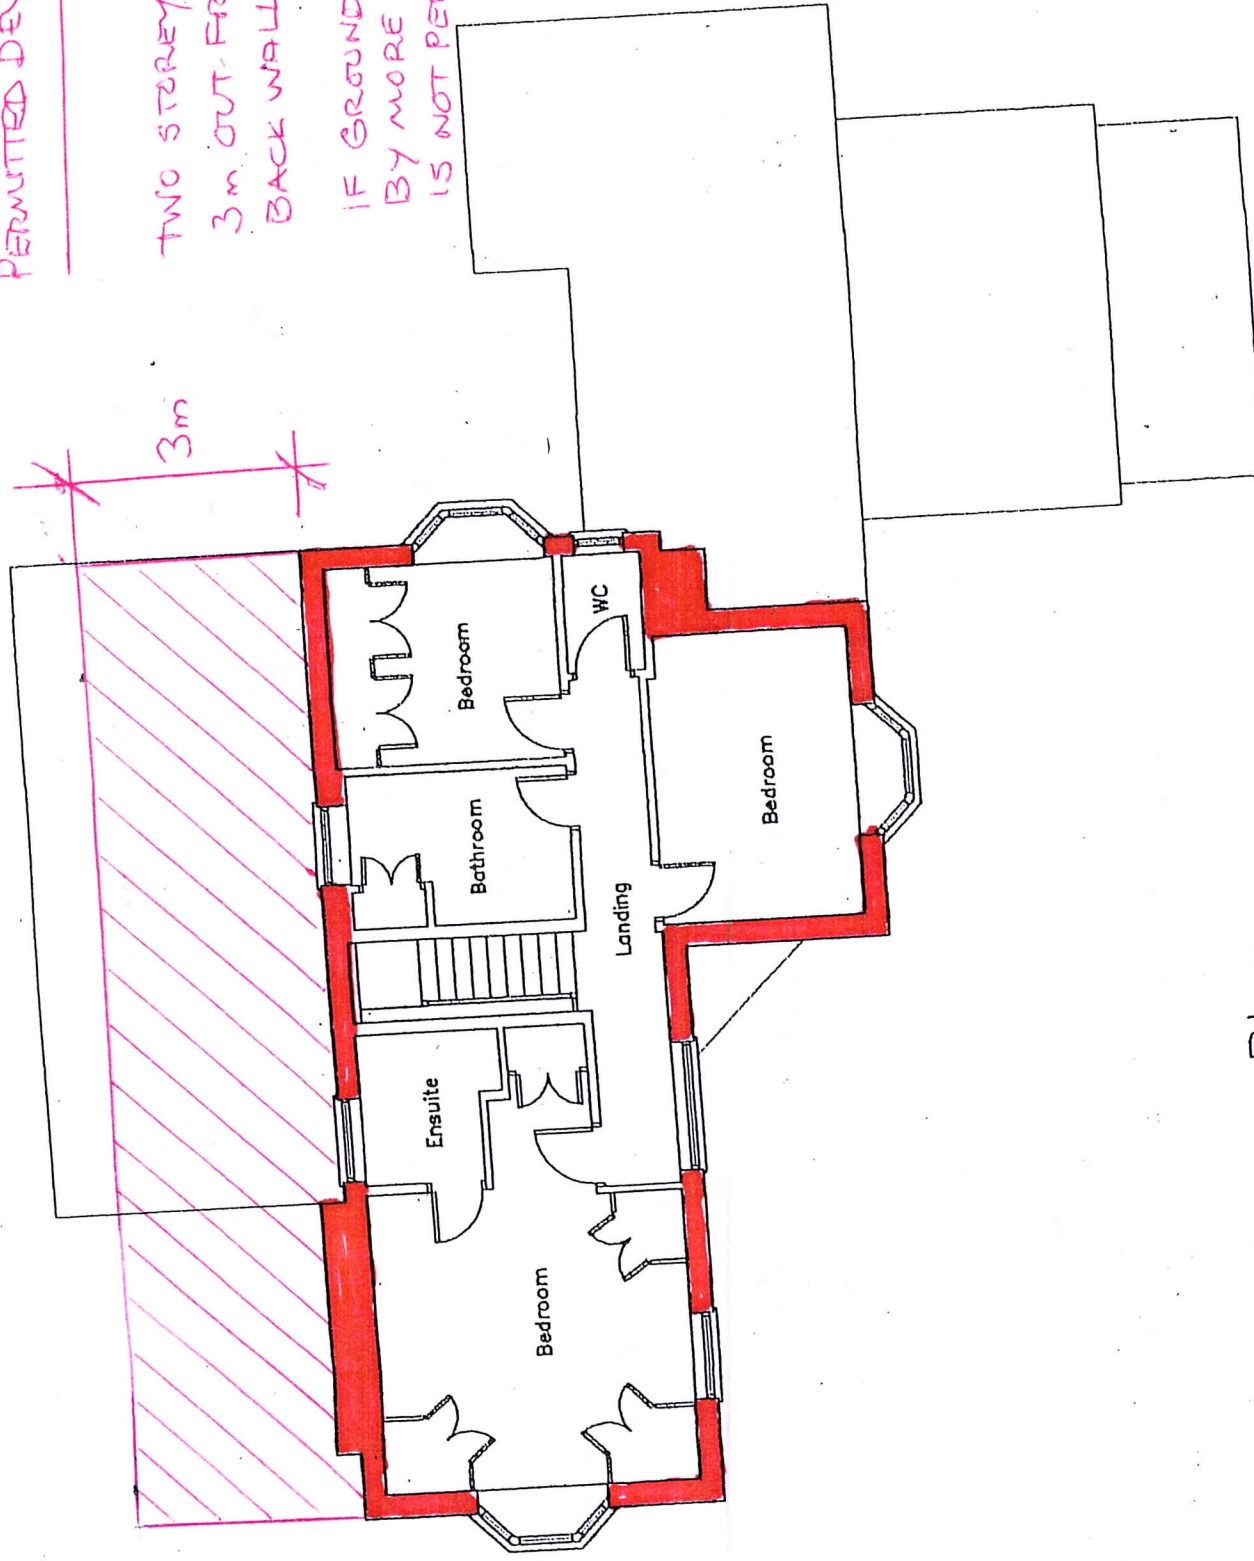 PERMITTED
TWO STOREY
3m OUT FR
BACK WALL
IF GROUND
BY MORE
IS NOT PE
3m
Bedroom
WC
Bathroom
Bedroom
Landing
Ensuite
Bedroom